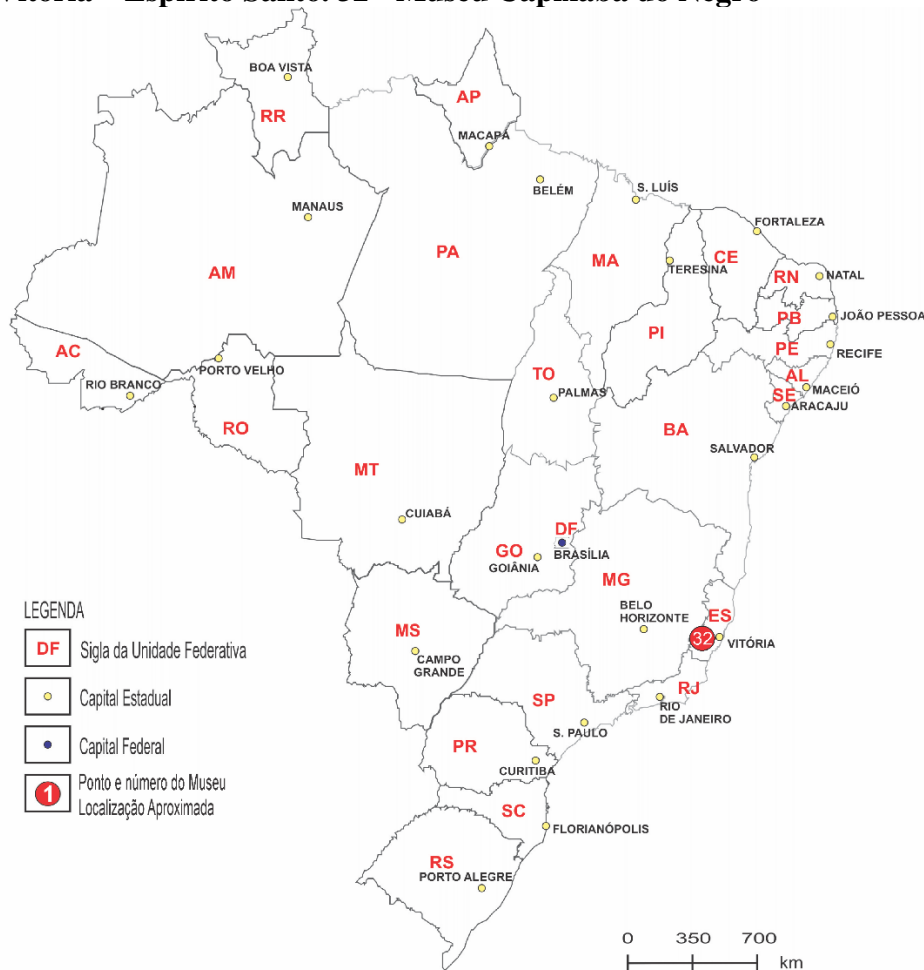 Vitória – Espírito Santo. 32 - Museu Capixaba do Negro
BOA VISTA
RR
AP
MACAPÁ
BELÉM
S. LUÍS
MANAUS
FORTALEZA
AM
PA
MA
TERESINA
CE
RN
NATAL
PB
JOÃO PESSOA
PI
PE
RECIFE
AC
PORTO VELHO
RIO BRANCO
TO
PALMAS
AL
MACEIÓ
SE
ARACAJU
RO
BA
SALVADOR
MT
CUIABÁ
DF
BRASÍLIA
GO
GOIÂNIA
MG
BELO
HORIZONTE
ES
32
VITÓRIA
MS
CAMPO
GRANDE
RJ
RIO
DE JANEIRO
SP
S. PAULO
PR
CURITIBA
SC
FLORIANÓPOLIS
RS
PORTO ALEGRE
LEGENDA
DF Sigla da Unidade Federativa
Capital Estadual
Capital Federal
1 Ponto e número do Museu
Localização Aproximada
0 350 700
km